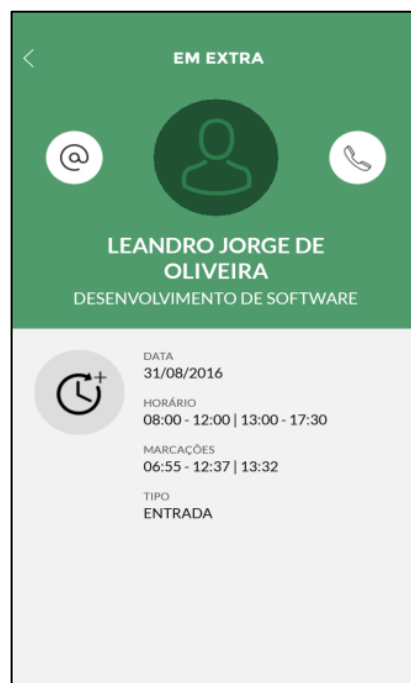 EM EXTRA
@
LEANDRO JORGE DE
OLIVEIRA
DESENVOLVIMENTO DE SOFTWARE
DATA
31/08/2016
HORÁRIO
08:00 - 12:00 | 13:00 - 17:30
MARCAÇÕES
06:55 - 12:37 | 13:32
TIPO
ENTRADA